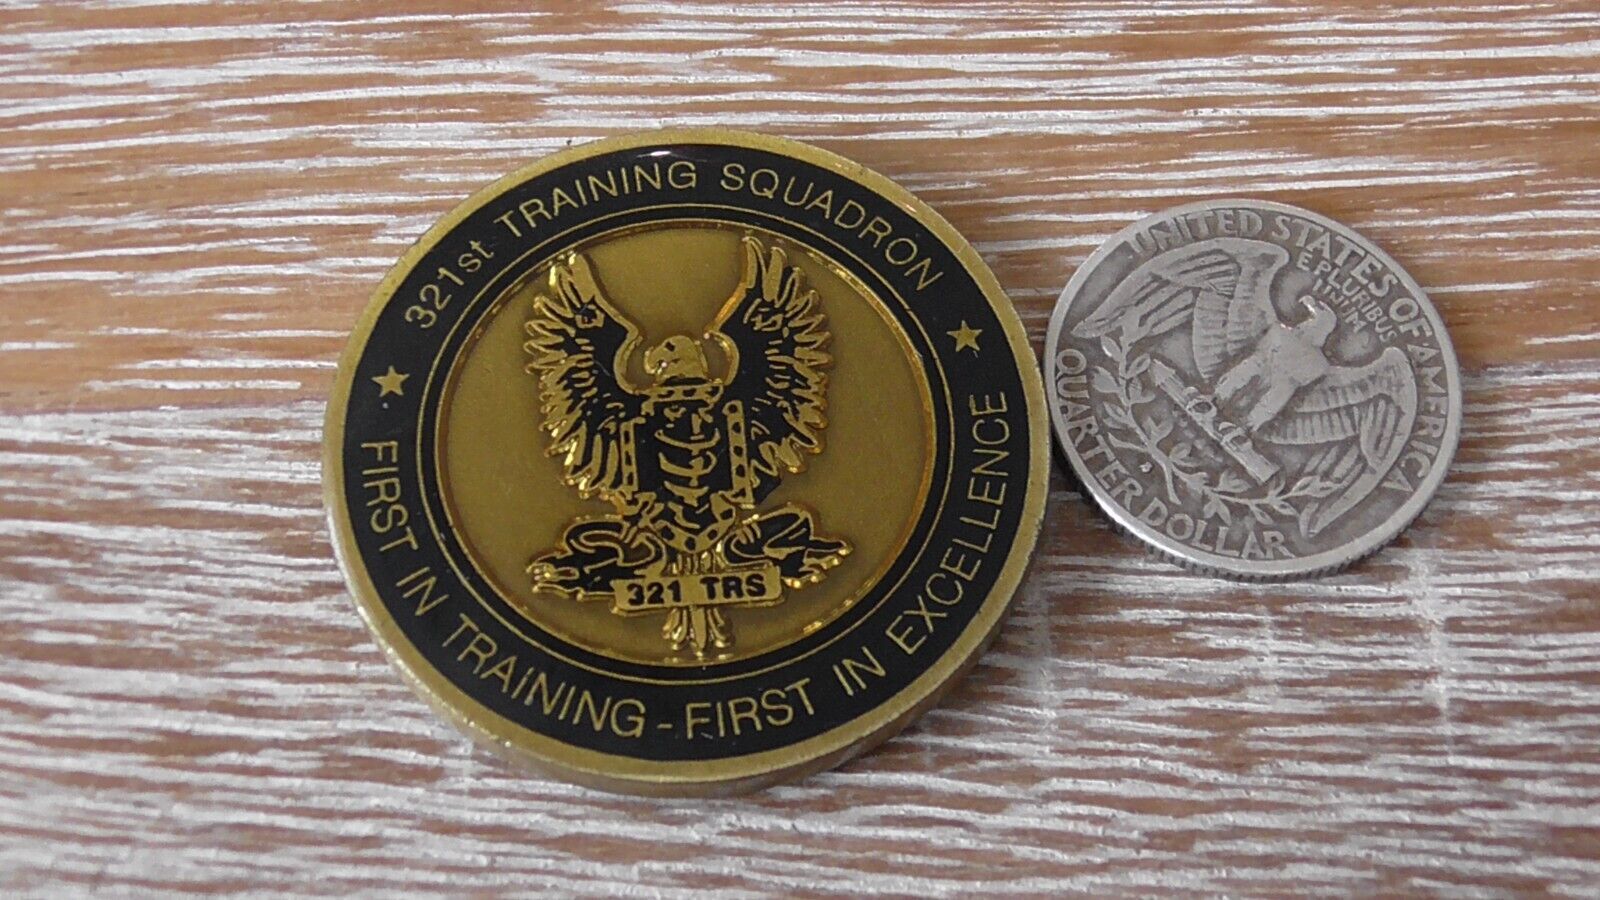 321st TRAINING SQUADRON
321 TRS
FIRST IN TRAINING - FIRST IN EXCELLENCE
UNITED STATES OF AMERICA
E PLURIBUS
UNUM
QUARTER DOLLAR